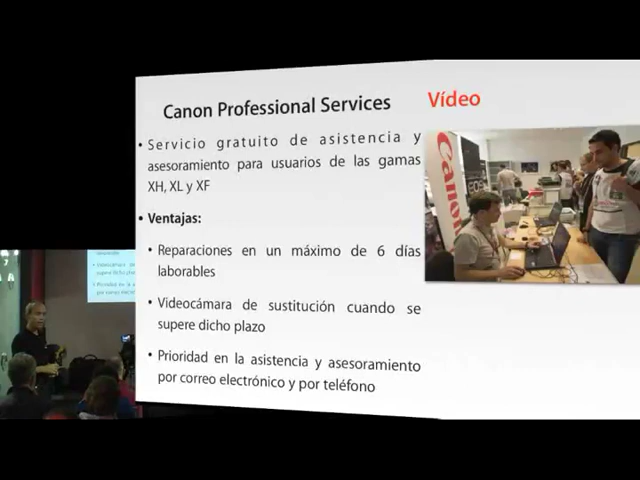 Canon Professional Services
Vídeo
• Servicio gratuito de asistencia y
asesoramiento para usuarios de las gamas
XH, XL y XF
• Ventajas:
• Reparaciones en un máximo de 6 días
laborables
• Videocámara de sustitución cuando se
supere dicho plazo
• Prioridad en la asistencia y asesoramiento
por correo electrónico y por teléfono
Canon